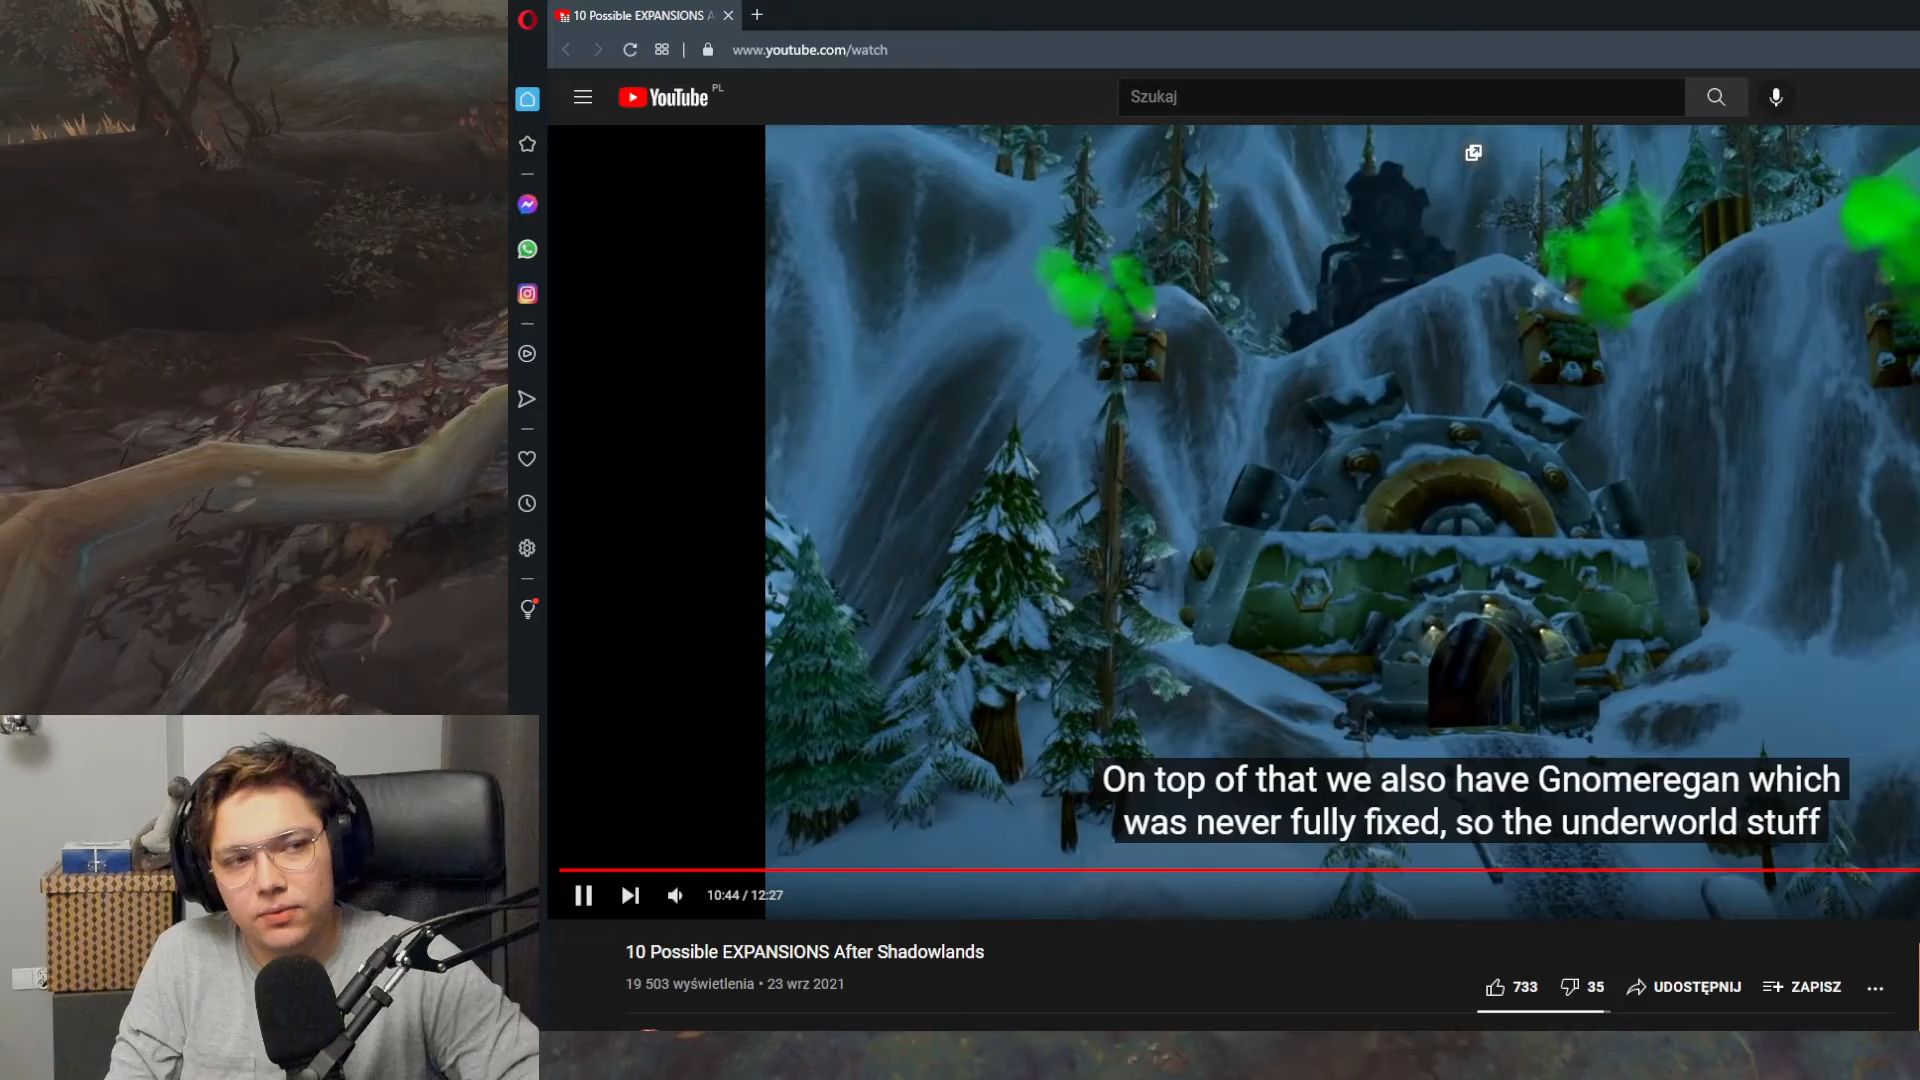 10 Possible EXPANSIONS A
www.youtube.com/watch
YouTube PL
Szukaj
On top of that we also have Gnomeregan which
was never fully fixed, so the underworld stuff
10:44 / 12:27
10 Possible EXPANSIONS After Shadowlands
19 503 wyświetlenia • 23 wrz 2021
733
35
UDOSTĘPNIJ
ZAPISZ